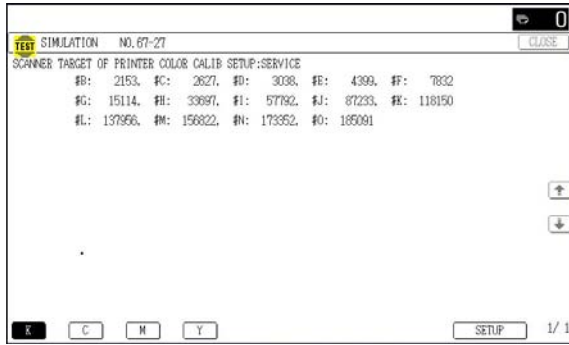 0
TEST SIMULATION NO.67-27 CLOSE
SCANNER TARGET OF PRINTER COLOR CALIB SETUP:SERVICE
#B: 2153, #C: 2627, #D: 3038, #E: 4399, #F: 7832
#G: 15114, #H: 33697, #I: 57792, #J: 87233, #K: 118150
#L: 137956, #M: 156822, #N: 173352, #O: 185091
K C M Y SETUP 1/ 1